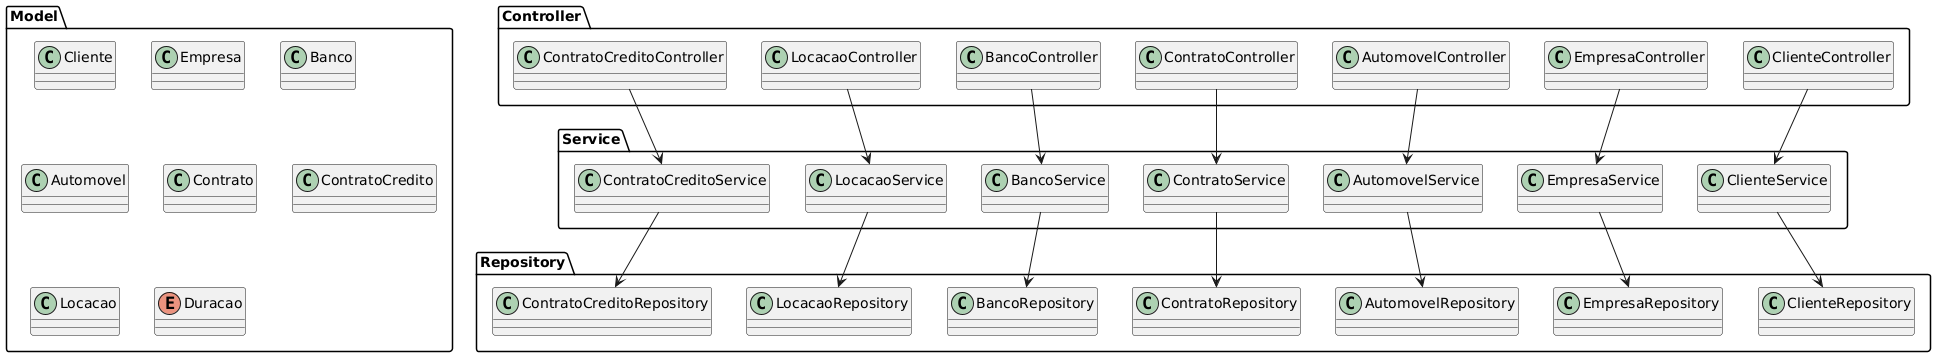 Model
C Cliente
C Empresa
C Banco
C Automovel
C Contrato
C ContratoCredito
C Locacao
E Duracao
Controller
C ContratoCreditoController
C LocacaoController
C BancoController
C ContratoController
C AutomovelController
C EmpresaController
C ClienteController
Service
C ContratoCreditoService
C LocacaoService
C BancoService
C ContratoService
C AutomovelService
C EmpresaService
C ClienteService
Repository
C ContratoCreditoRepository
C LocacaoRepository
C BancoRepository
C ContratoRepository
C AutomovelRepository
C EmpresaRepository
C ClienteRepository